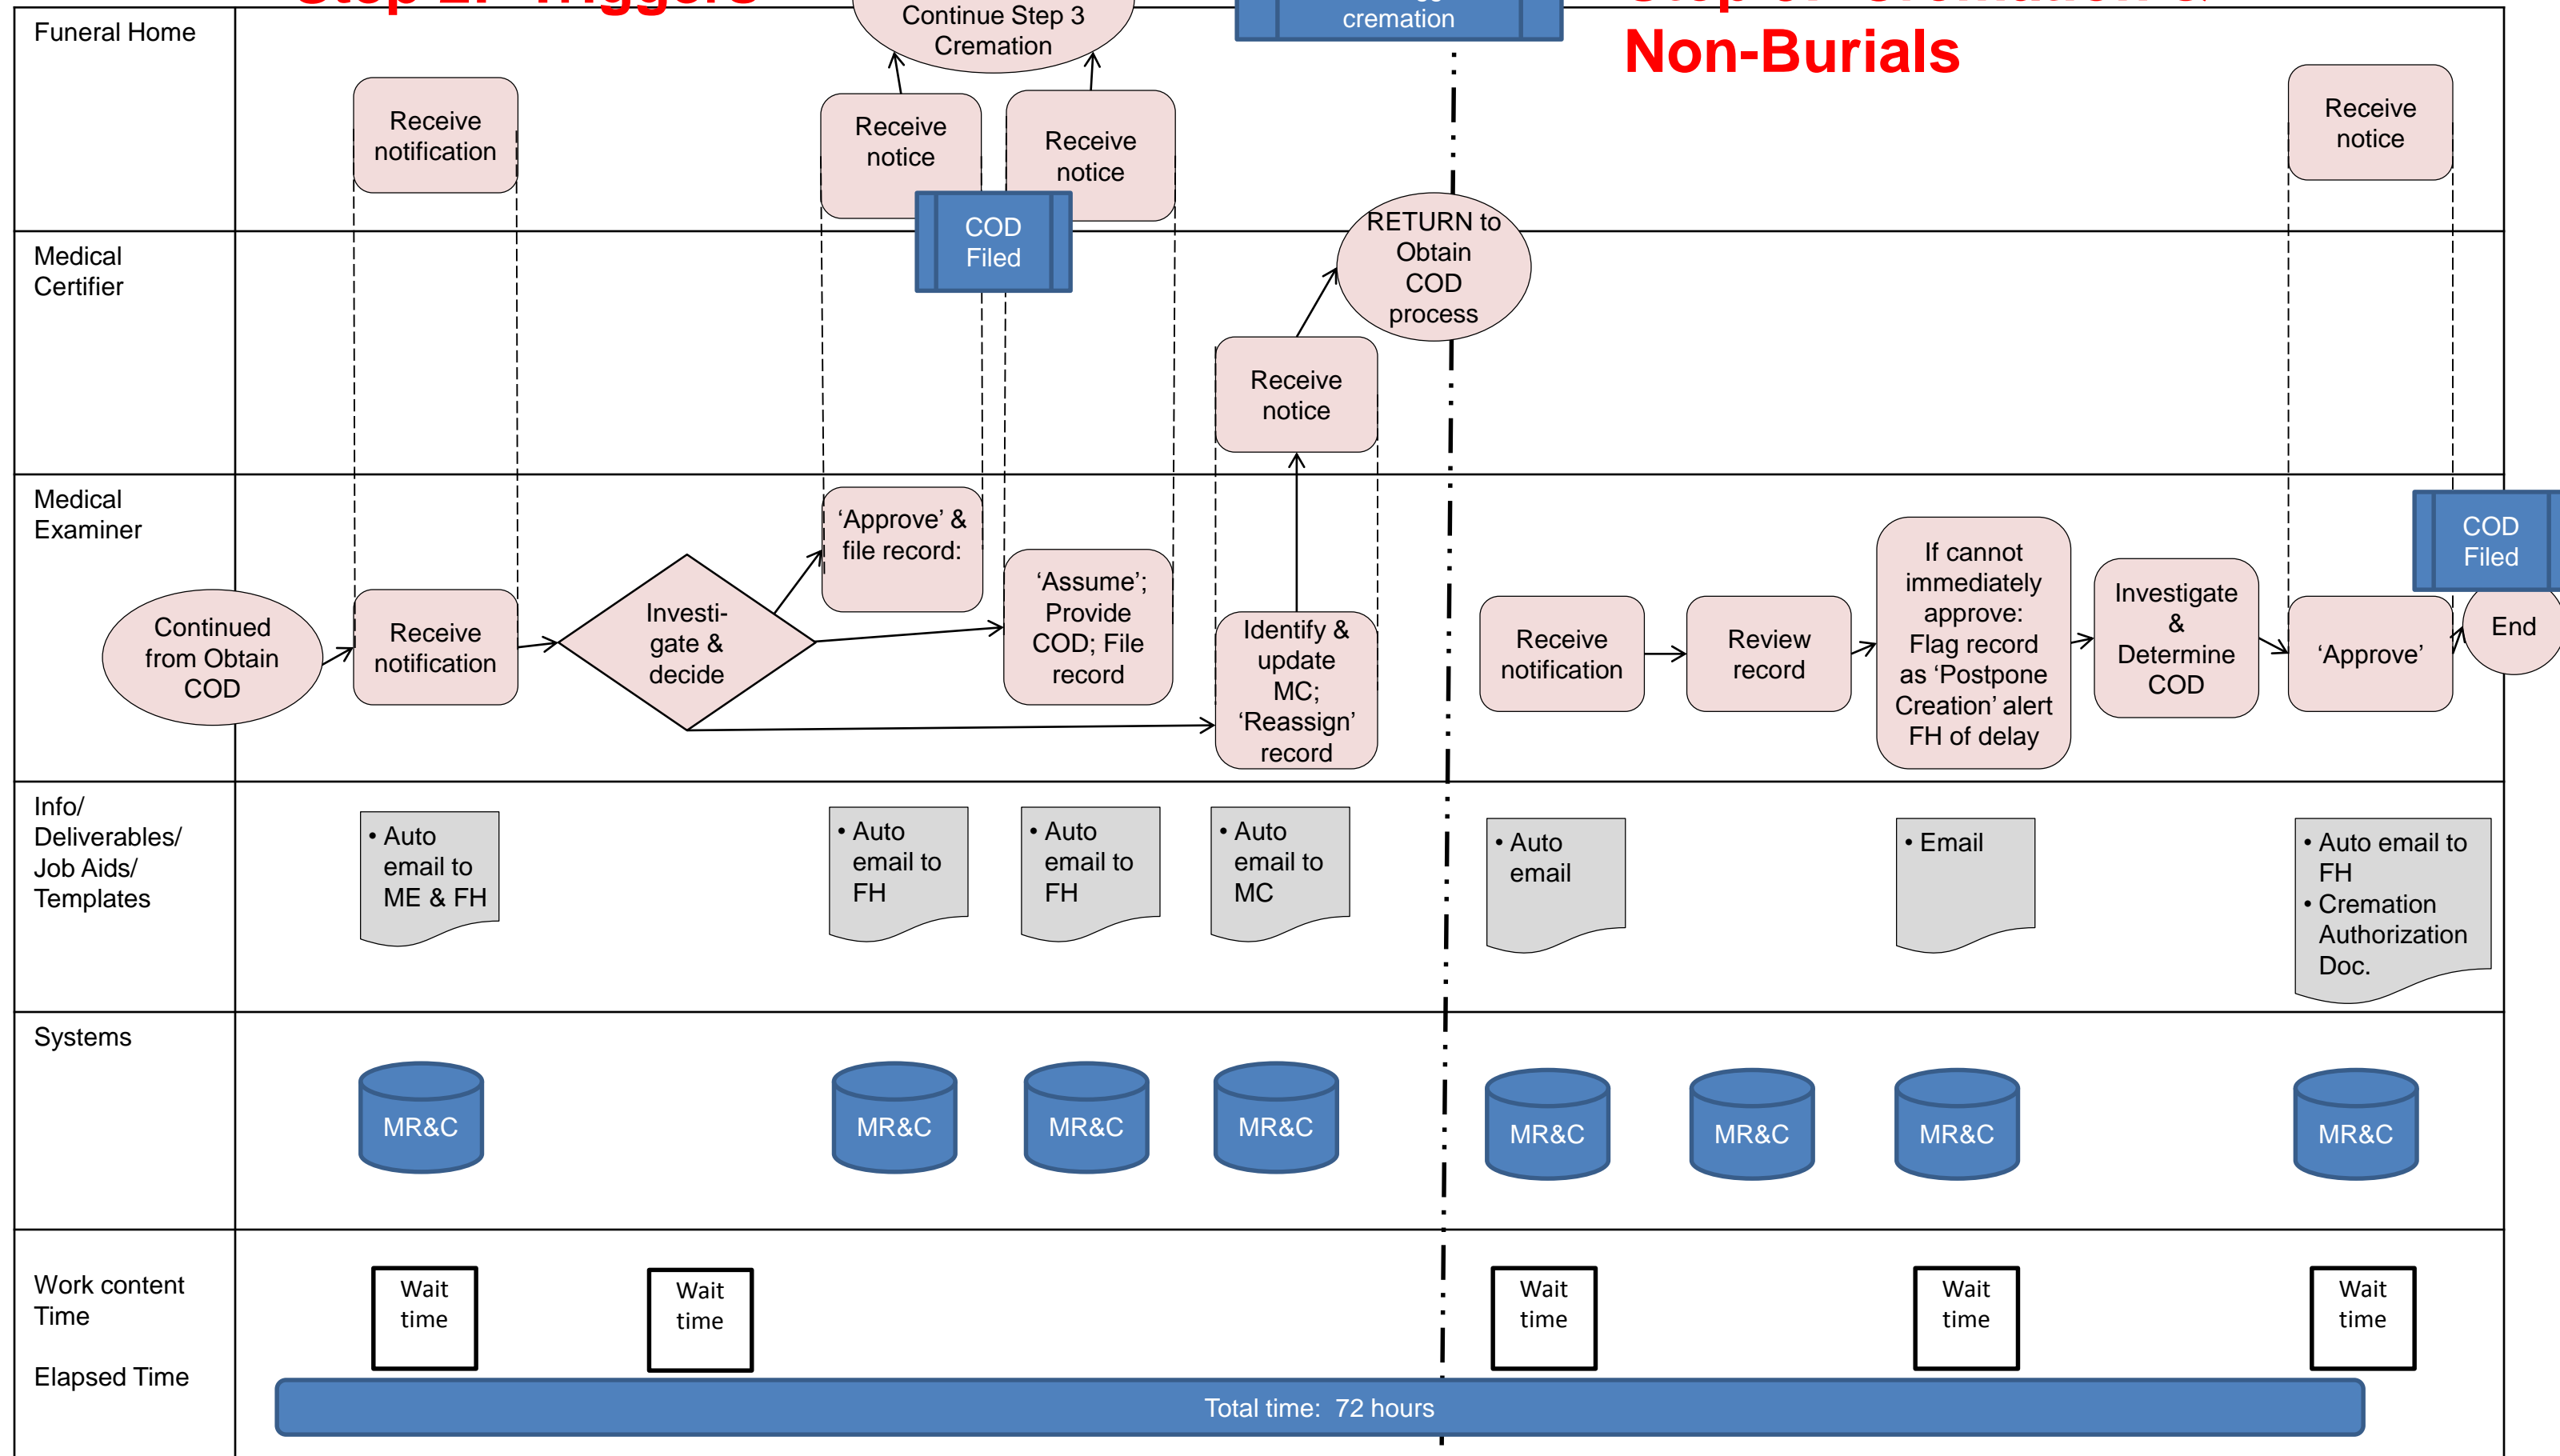 Step 2: Triggers
Continue Step 3
Cremation
cremation
Non-Burials
Funeral Home
Receive
notification
Receive
notice
Receive
notice
Receive
notice
COD
Filed
Medical
Certifier
RETURN to
Obtain
COD
process
Receive
notice
Medical
Examiner
Continued
from Obtain
COD
Receive
notification
Investi-
gate &
decide
‘Approve’ &
file record:
‘Assume’;
Provide
COD; File
record
Identify &
update
MC;
‘Reassign’
record
Receive
notification
Review
record
If cannot
immediately
approve:
Flag record
as ‘Postpone
Creation’ alert
FH of delay
Investigate
&
Determine
COD
‘Approve’
COD
Filed
End
Info/
Deliverables/
Job Aids/
Templates
• Auto
email to
ME & FH
• Auto
email to
FH
• Auto
email to
FH
• Auto
email to
MC
• Auto
email
• Email
• Auto email to
FH
• Cremation
Authorization
Doc.
Systems
MR&C
MR&C
MR&C
MR&C
MR&C
MR&C
MR&C
MR&C
Work content
Time
Wait
time
Wait
time
Wait
time
Wait
time
Wait
time
Elapsed Time
Total time: 72 hours